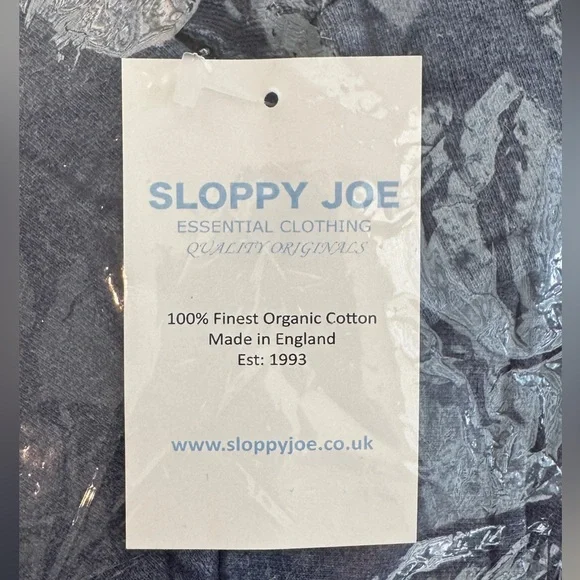 SLOPPY JOE
ESSENTIAL CLOTHING
QUALITY ORIGINALS
100% Finest Organic Cotton
Made in England
Est: 1993
www.sloppyjoe.co.uk